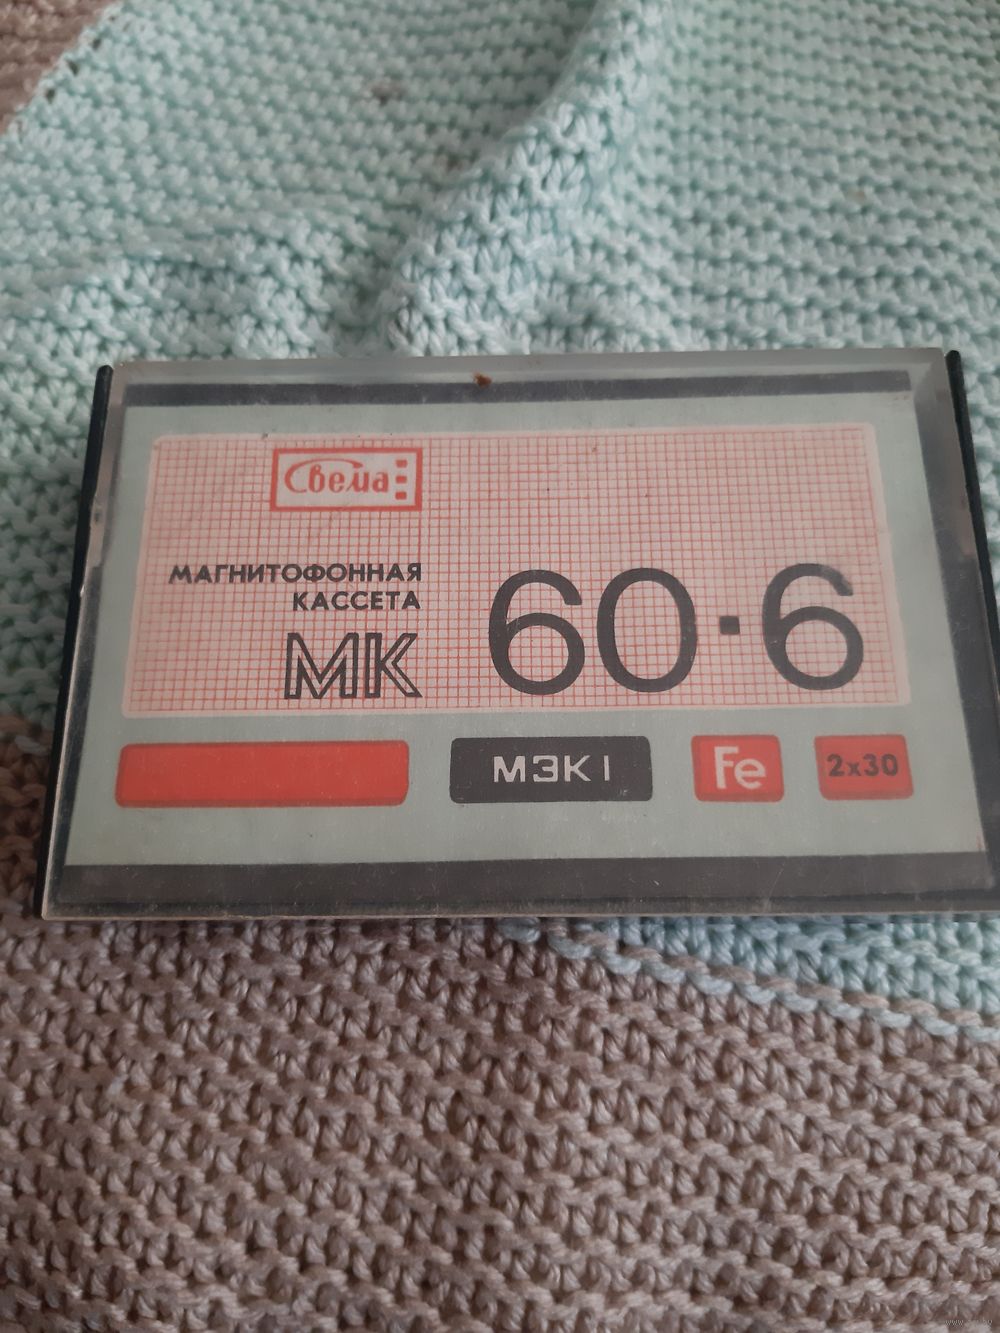 Свема
МАГНИТОФОННАЯ
КАССЕТА
МК 60·6
МЭК I
Fe
2x30